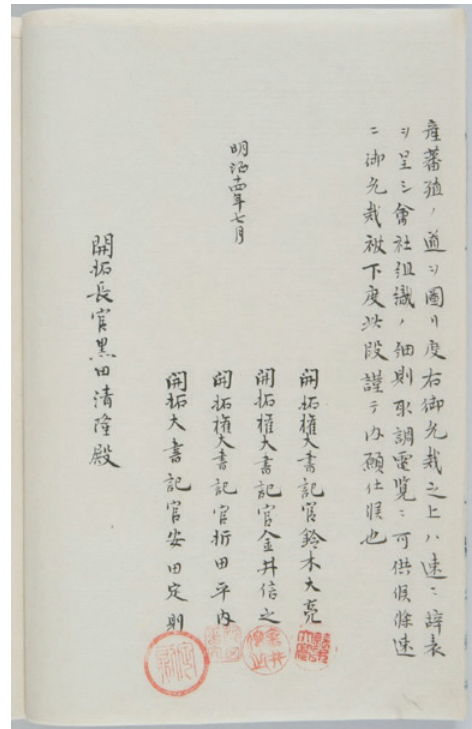 産蕃殖ノ道ヲ圖リ度右御允裁之上ハ速ニ辞表
ヲ呈シ會社組織ノ細則取調電覧ニ可供候條速
ニ御允裁被下度此段謹テ内願仕候也
明治十四年七月
開拓権大書記官鈴木大亮
開拓権大書記官金井信之
開拓権大書記官折田平内
開拓大書記官安田定則
開拓長官黒田清隆殿